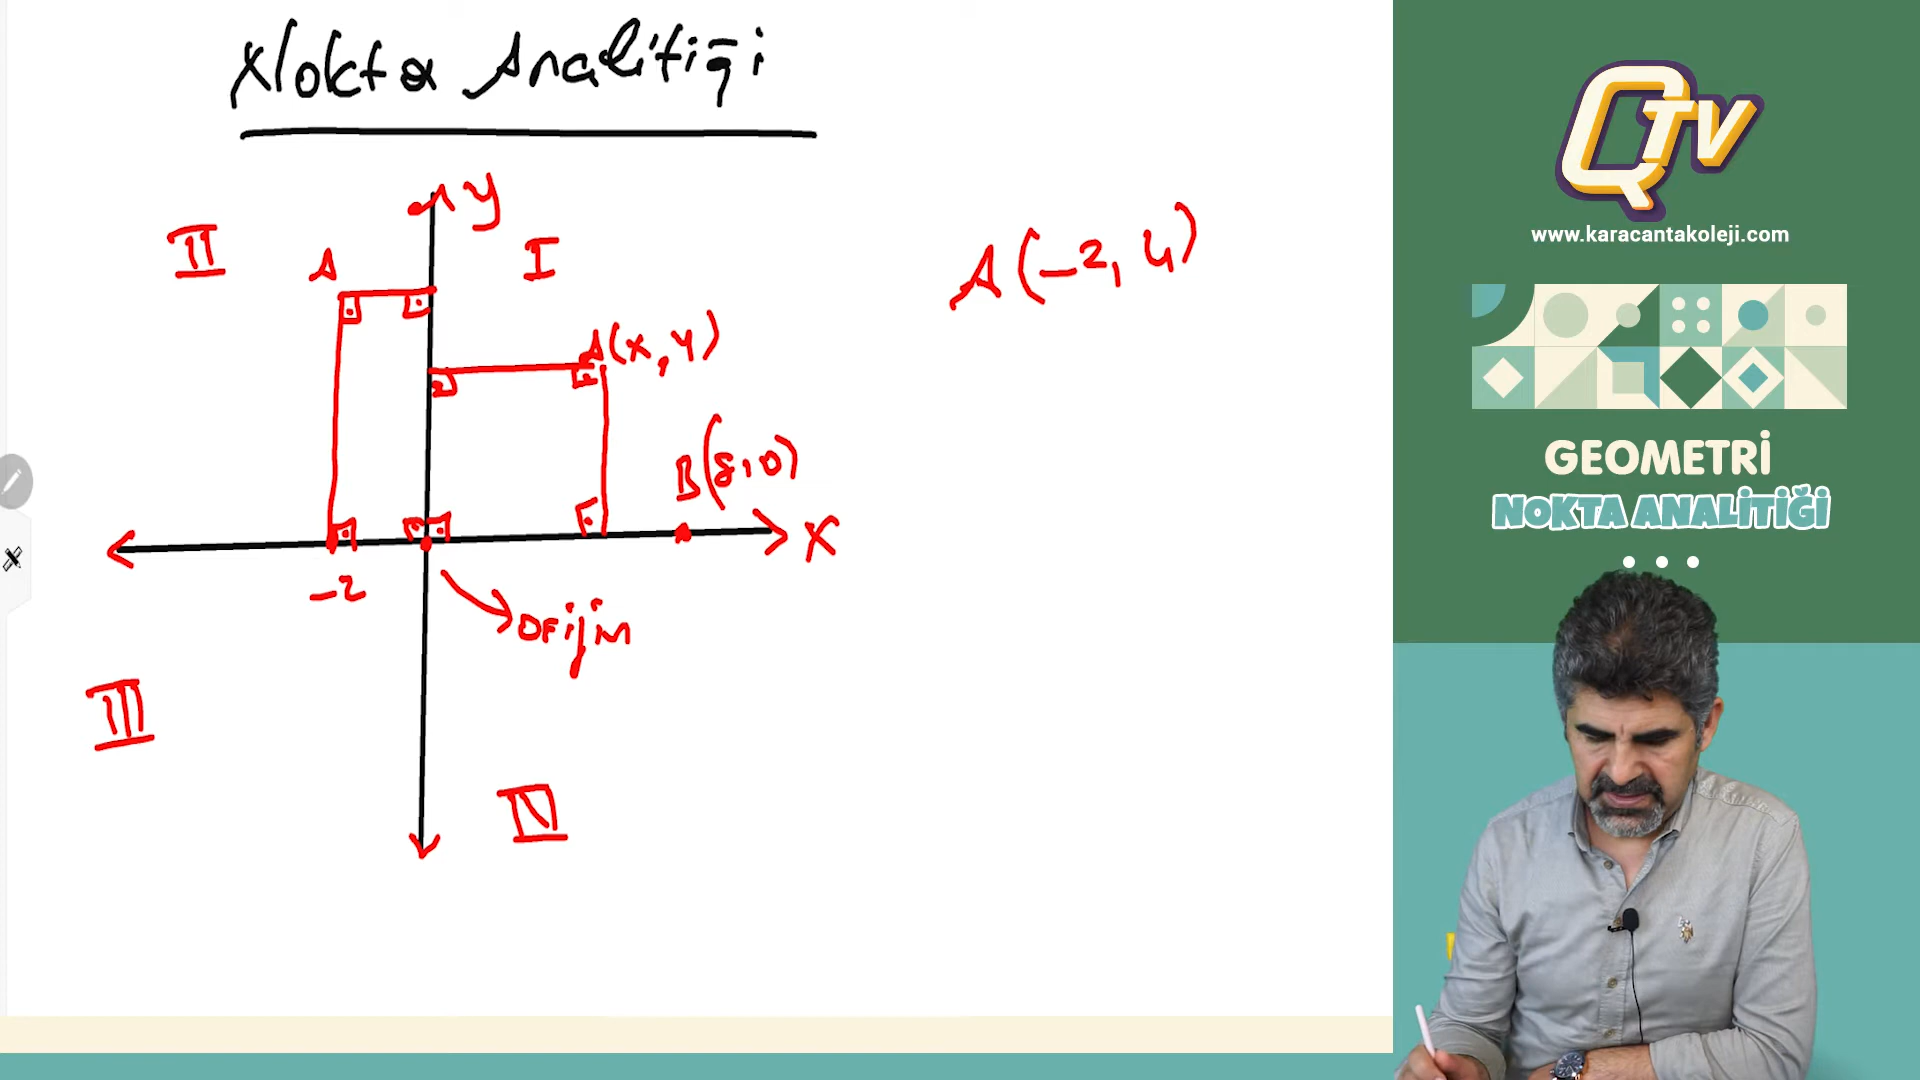 Nokta Analitiği
y
II
I
A
A(-2, 4)
A(x, y)
B(8, 0)
x
-2
Orijin
III
IV
QTV
www.karacantakoleji.com
GEOMETRİ
NOKTA ANALİTİĞİ